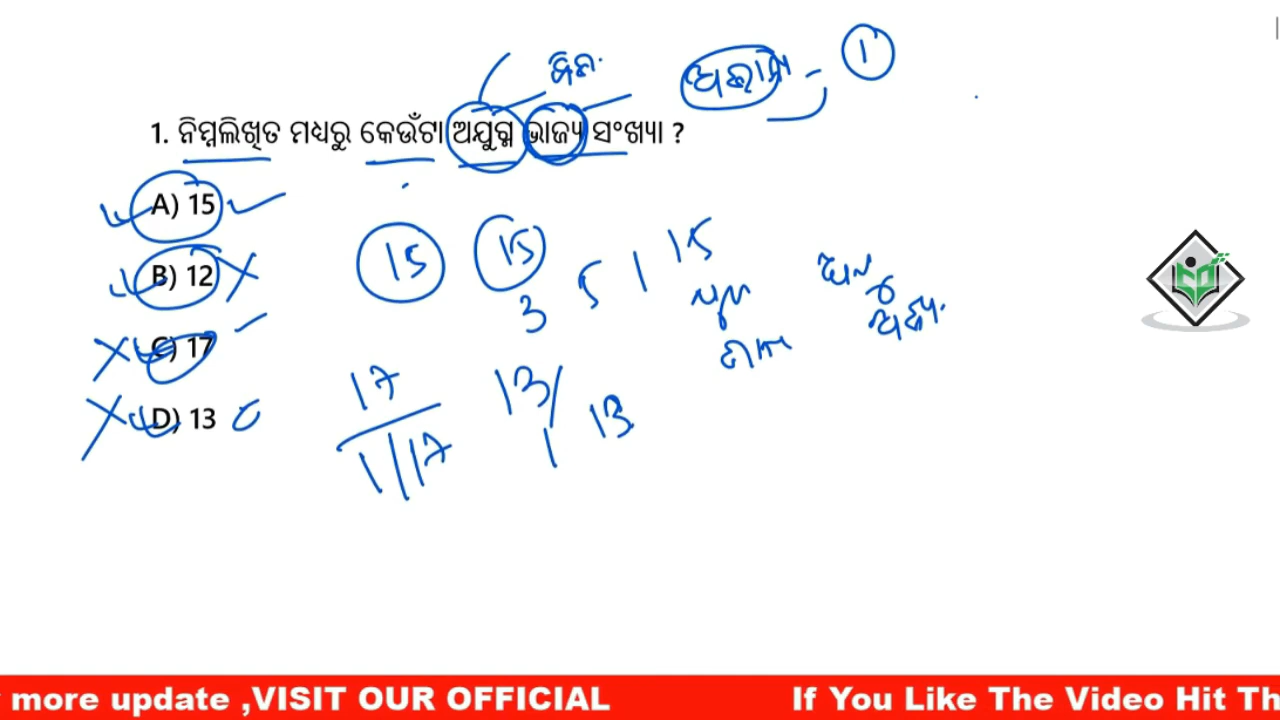 1. ନିମ୍ନଲିଖିତ ମଧ୍ୟରୁ କେଉଁଟା ଅଯୁଗ୍ମ ଭାଜ୍ୟ ସଂଖ୍ୟା ?
1
A) 15
B) 12
C) 17
D) 13
15 15 15
3 5 1
17 13
1 17 1 13
more update ,VISIT OUR OFFICIAL If You Like The Video Hit Th